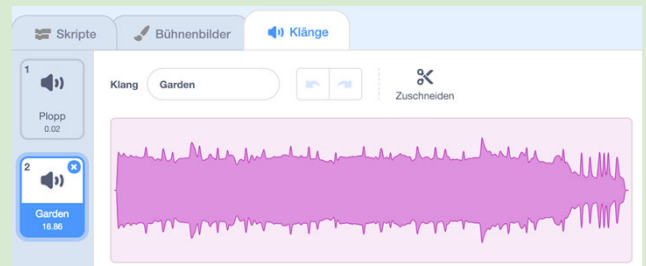 Skripte Bühnenbilder Klänge
1
Plopp
0.02
Klang Garden
Zuschneiden
2
Garden
16.86